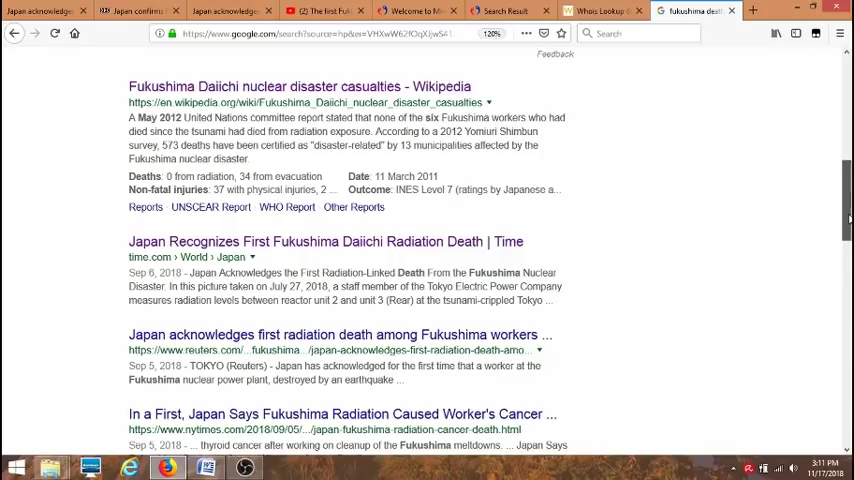 Japan acknowledges
Japan confirms F
Japan acknowledges.
(2) The first Fuk
Welcome to Mi
Search Result
Whois Lookup &
fukushima deat
https://www.google.com/search?source=hp&ei=
120%
Search
Feedback
Fukushima Daiichi nuclear disaster casualties - Wikipedia
https://en.wikipedia.org/wiki/Fukushima_Daiichi_nuclear_disaster_casualties
A May 2012 United Nations committee report stated that none of the six Fukushima workers who had
died since the tsunami had died from radiation exposure. According to a 2012 Yomiuri Shimbun
survey, 573 deaths have been certified as "disaster-related" by 13 municipalities affected by the
Fukushima nuclear disaster.
Deaths: 0 from radiation, 34 from evacuation Date: 11 March 2011
Non-fatal injuries: 37 with physical injuries, 2 ... Outcome: INES Level 7 (ratings by Japanese a...
Reports UNSCEAR Report WHO Report Other Reports
Japan Recognizes First Fukushima Daiichi Radiation Death | Time
time.com › World › Japan
Sep 6, 2018 - Japan Acknowledges the First Radiation-Linked Death From the Fukushima Nuclear
Disaster. In this picture taken on July 27, 2018, a staff member of the Tokyo Electric Power Company
measures radiation levels between reactor unit 2 and unit 3 (Rear) at the tsunami-crippled Tokyo ...
Japan acknowledges first radiation death among Fukushima workers ...
https://www.reuters.com/...fukushima.../japan-acknowledges-first-radiation-death-amo...
Sep 5, 2018 - TOKYO (Reuters) - Japan has acknowledged for the first time that a worker at the
Fukushima nuclear power plant, destroyed by an earthquake ...
In a First, Japan Says Fukushima Radiation Caused Worker's Cancer ...
https://www.nytimes.com/2018/09/05/.../japan-fukushima-radiation-cancer-death.html
Sep 5, 2018 - ... thyroid cancer after working on cleanup of the Fukushima meltdowns. ... Japan Says
3:11 PM
11/17/2018